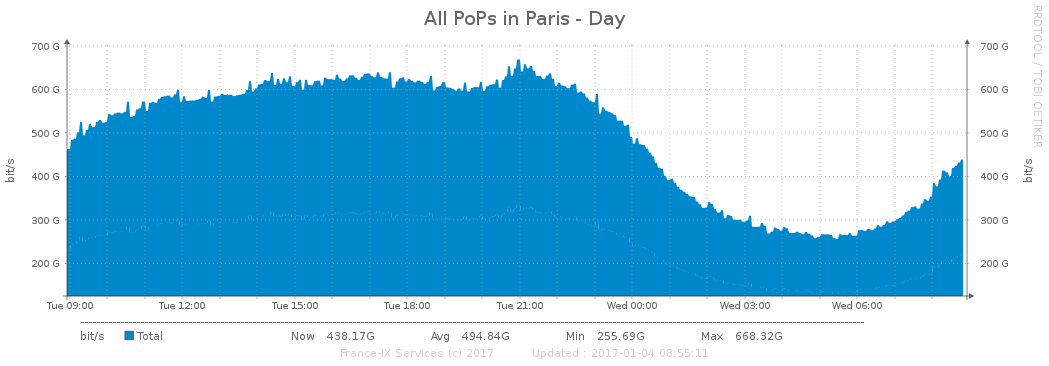 All PoPs in Paris - Day
RRDTOOL / TOBI OETIKER
700 G 700 G
600 G 600 G
500 G 500 G
400 G 400 G
300 G 300 G
200 G 200 G
bit/s bit/s
Tue 09:00 Tue 12:00 Tue 15:00 Tue 18:00 Tue 21:00 Wed 00:00 Wed 03:00 Wed 06:00
bit/s Total Now 438.17G Avg 494.84G Min 255.69G Max 668.32G
France-IX Services (c) 2017 Updated : 2017-01-04 08:55:11